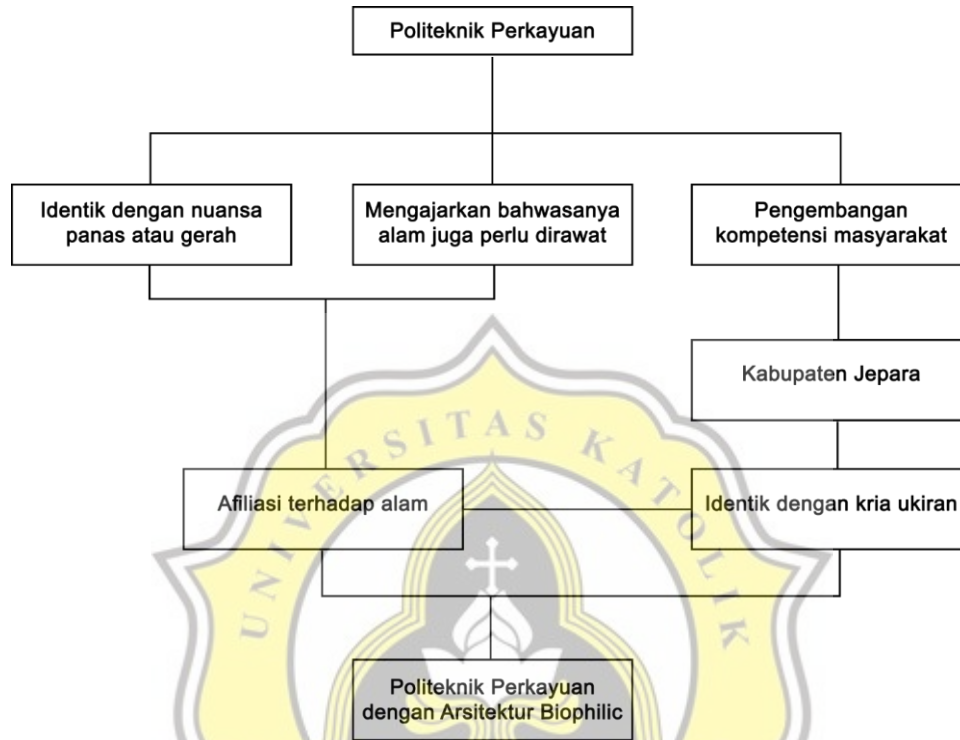 Politeknik Perkayuan
Identik dengan nuansa
panas atau gerah
Mengajarkan bahwasanya
alam juga perlu dirawat
Pengembangan
kompetensi masyarakat
Kabupaten Jepara
UNIVERSITAS KATOLIK
Afiliasi terhadap alam
Identik dengan kria ukiran
Politeknik Perkayuan
dengan Arsitektur Biophilic